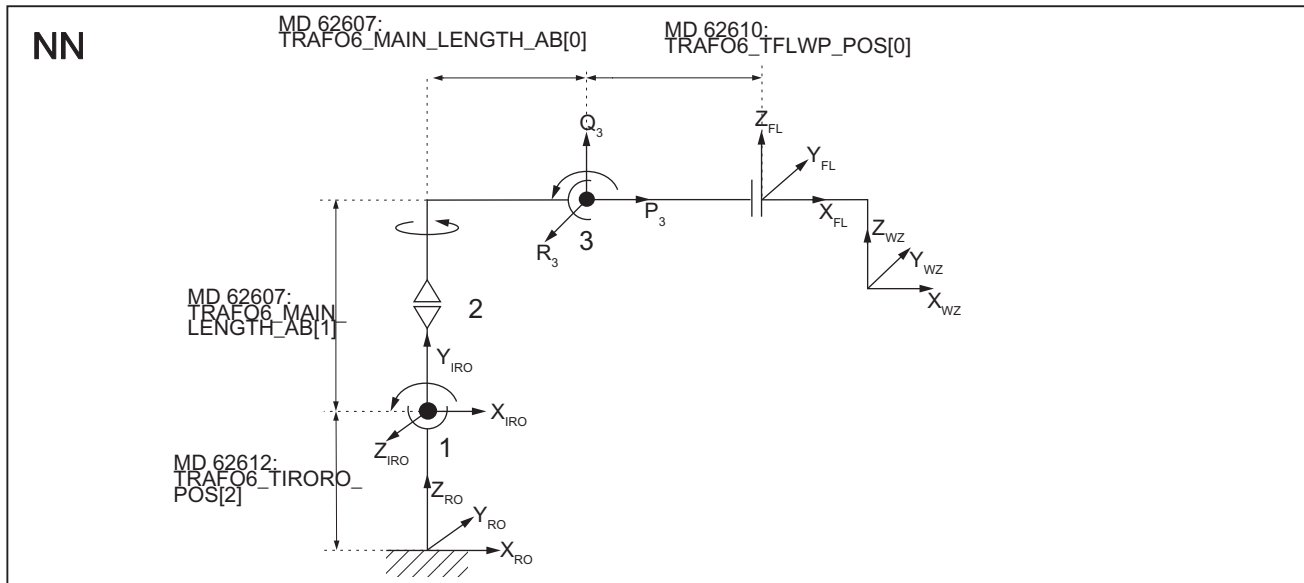 NN
MD 62607:
TRAFO6_MAIN_LENGTH_AB[0]
MD 62610:
TRAFO6_TFLWP_POS[0]
Q3
ZFL
YFL
P3
XFL
R3
3
ZWZ
YWZ
XWZ
MD 62607:
TRAFO6_MAIN_
LENGTH_AB[1]
2
YIRO
XIRO
ZIRO
1
MD 62612:
TRAFO6_TIRORO_
POS[2]
ZRO
YRO
XRO